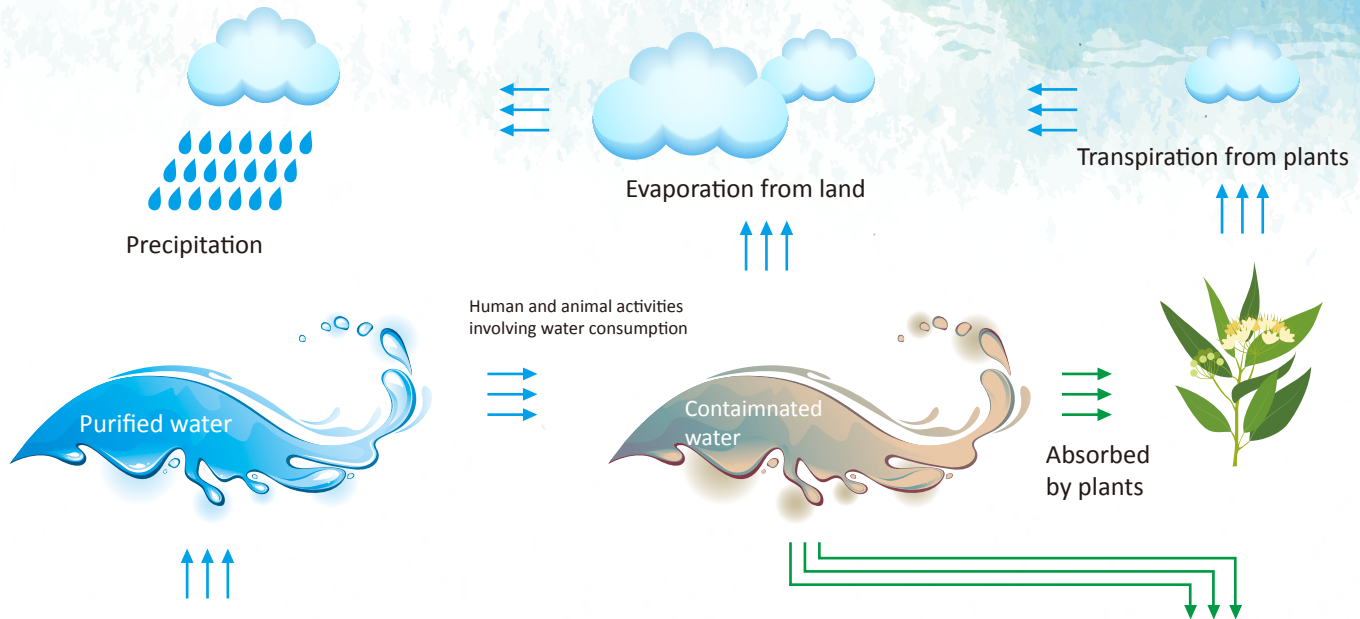 Transpiration from plants
Evaporation from land
Precipitation
Human and animal activities
involving water consumption
Purified water
Contaimnated
water
Absorbed
by plants